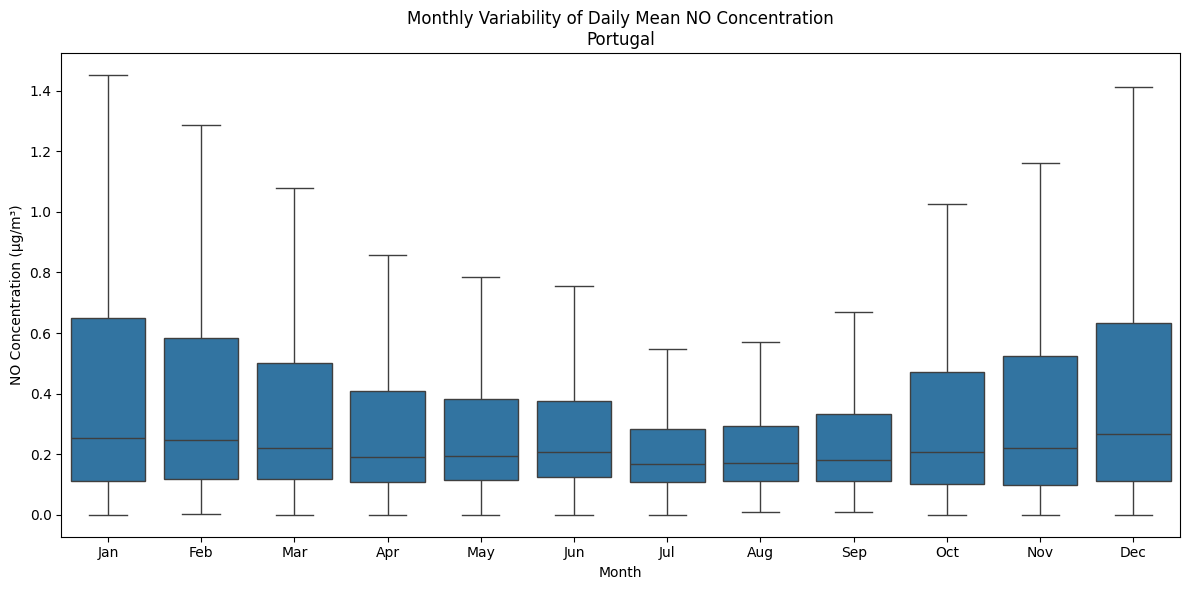 Monthly Variability of Daily Mean NO Concentration
Portugal
NO Concentration (µg/m³)
1.4
1.2
1.0
0.8
0.6
0.4
0.2
0.0
Jan Feb Mar Apr May Jun Jul Aug Sep Oct Nov Dec
Month